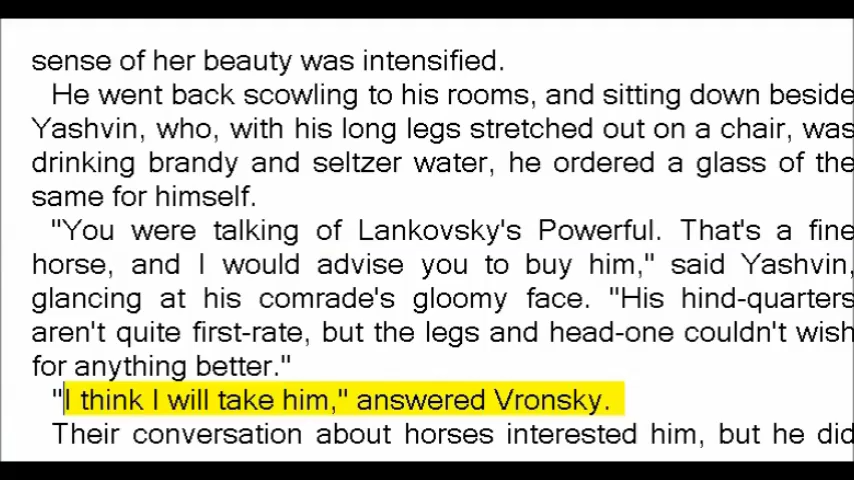 sense of her beauty was intensified.
He went back scowling to his rooms, and sitting down beside
Yashvin, who, with his long legs stretched out on a chair, was
drinking brandy and seltzer water, he ordered a glass of the
same for himself.
"You were talking of Lankovsky's Powerful. That's a fine
horse, and I would advise you to buy him," said Yashvin,
glancing at his comrade's gloomy face. "His hind-quarters
aren't quite first-rate, but the legs and head-one couldn't wish
for anything better."
"I think I will take him," answered Vronsky.
Their conversation about horses interested him, but he did